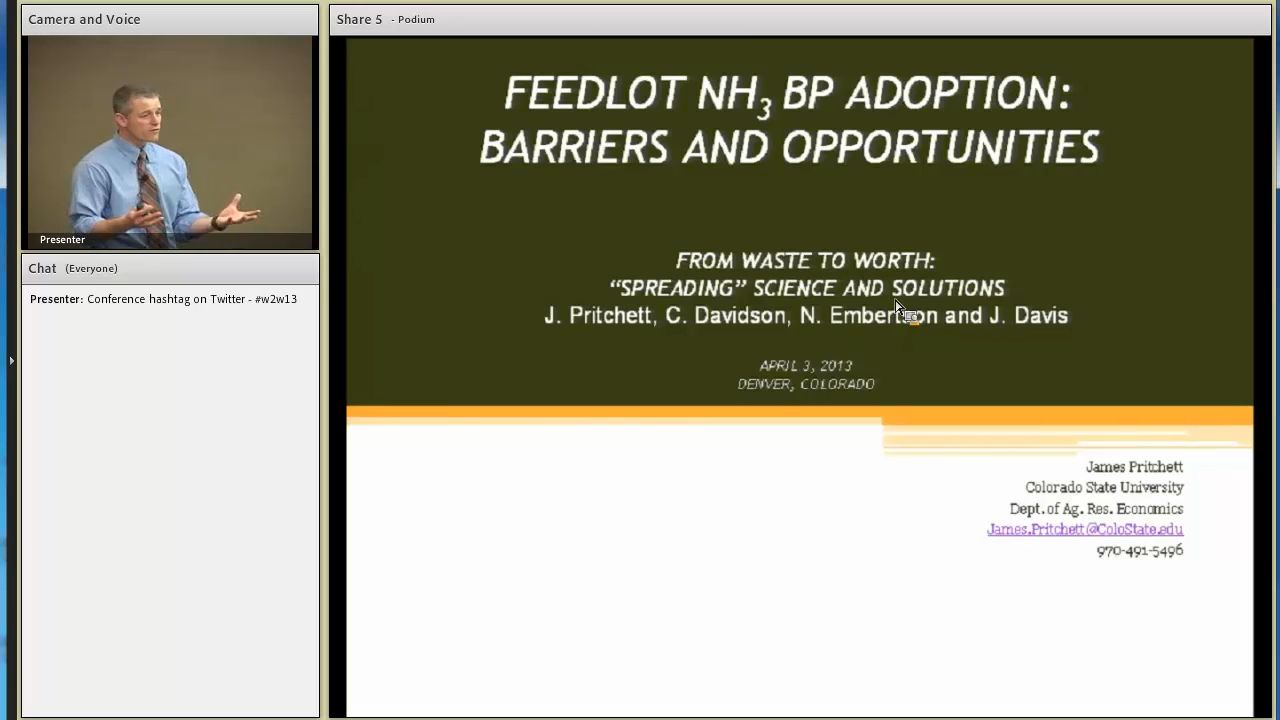 Camera and Voice
Presenter
Chat (Everyone)
Presenter: Conference hashtag on Twitter - #w2w13
Share 5 - Podium
FEEDLOT NH3 BP ADOPTION:
BARRIERS AND OPPORTUNITIES
FROM WASTE TO WORTH:
“SPREADING” SCIENCE AND SOLUTIONS
J. Pritchett, C. Davidson, N. and J. Davis
APRIL 3, 2013
DENVER, COLORADO
James Pritchett
Colorado State University
Dept. of Ag. Res. Economics
James.Pritchett@ColoState.edu
970-491-5496